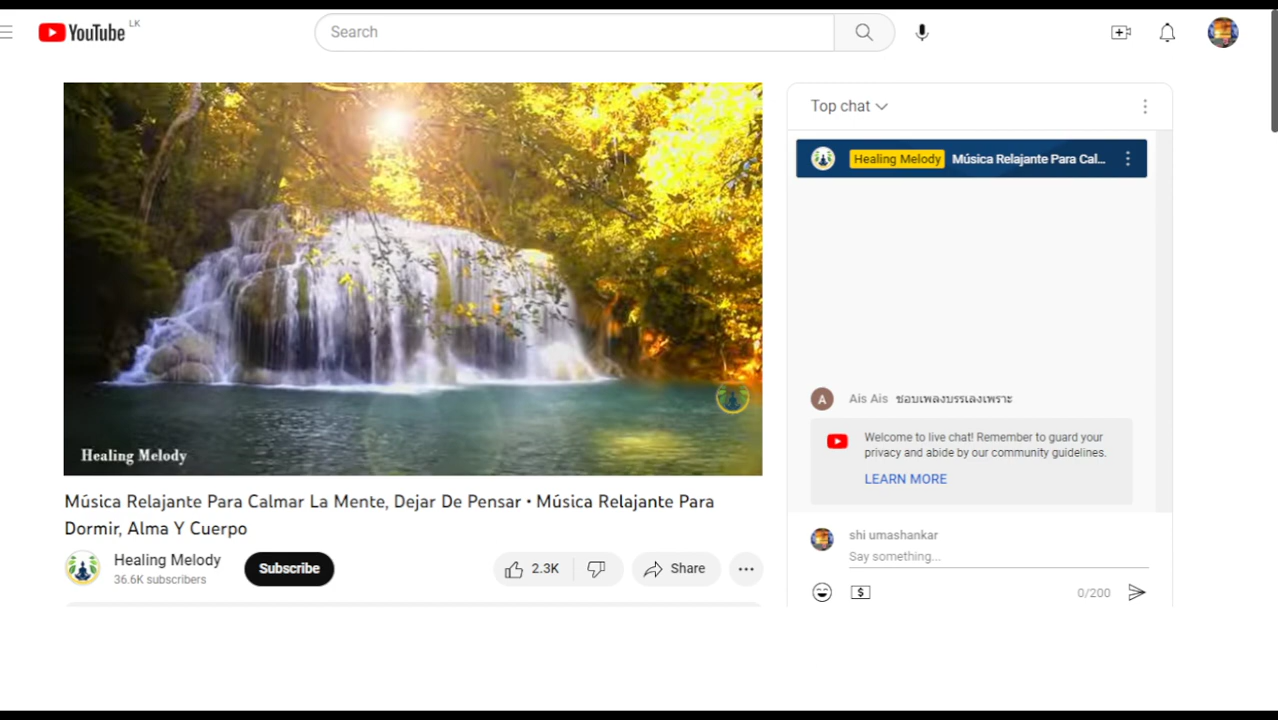 YouTube LK
Search
Top chat
Healing Melody Música Relajante Para Cal...
Healing Melody
Ais Ais ชอบเพลงบรรเลงเพราะ
A
Welcome to live chat! Remember to guard your
privacy and abide by our community guidelines.
LEARN MORE
Música Relajante Para Calmar La Mente, Dejar De Pensar • Música Relajante Para
Dormir, Alma Y Cuerpo
Healing Melody
36.6K subscribers
Subscribe
2.3K
Share
shi umashankar
Say something...
$
0/200